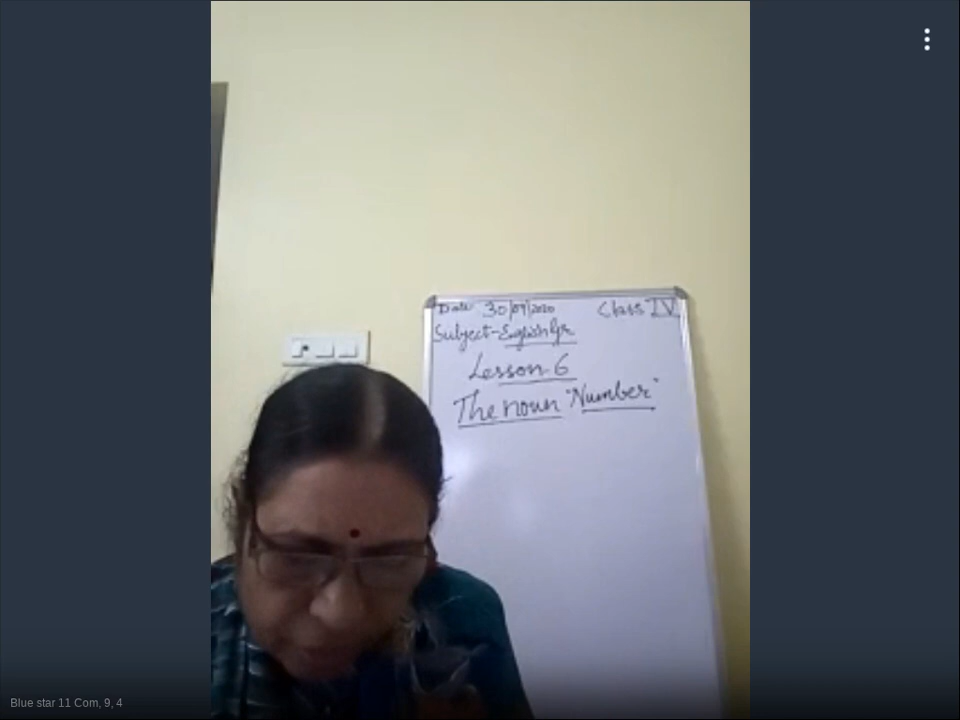 Date 30/09/2020 Class IV
Subject-English Gr
Lesson 6
The noun "Number"
Blue star 11 Com, 9, 4